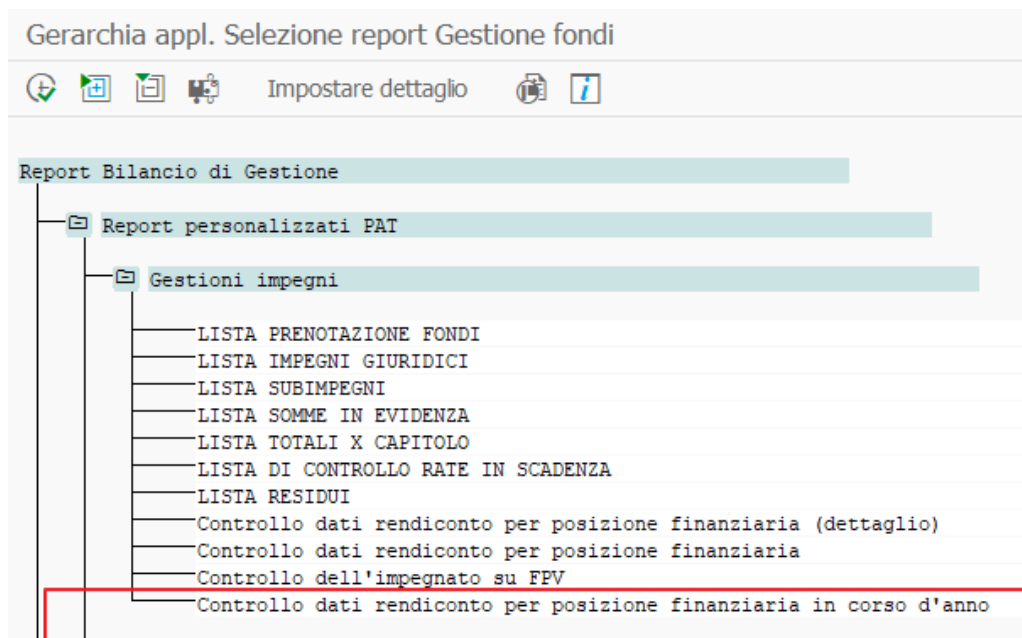 Gerarchia appl. Selezione report Gestione fondi
Impostare dettaglio
Report Bilancio di Gestione
Report personalizzati PAT
Gestioni impegni
LISTA PRENOTAZIONE FONDI
LISTA IMPEGNI GIURIDICI
LISTA SUBIMPEGNI
LISTA SOMME IN EVIDENZA
LISTA TOTALI X CAPITOLO
LISTA DI CONTROLLO RATE IN SCADENZA
LISTA RESIDUI
Controllo dati rendiconto per posizione finanziaria (dettaglio)
Controllo dati rendiconto per posizione finanziaria
Controllo dell'impegnato su FPV
Controllo dati rendiconto per posizione finanziaria in corso d'anno